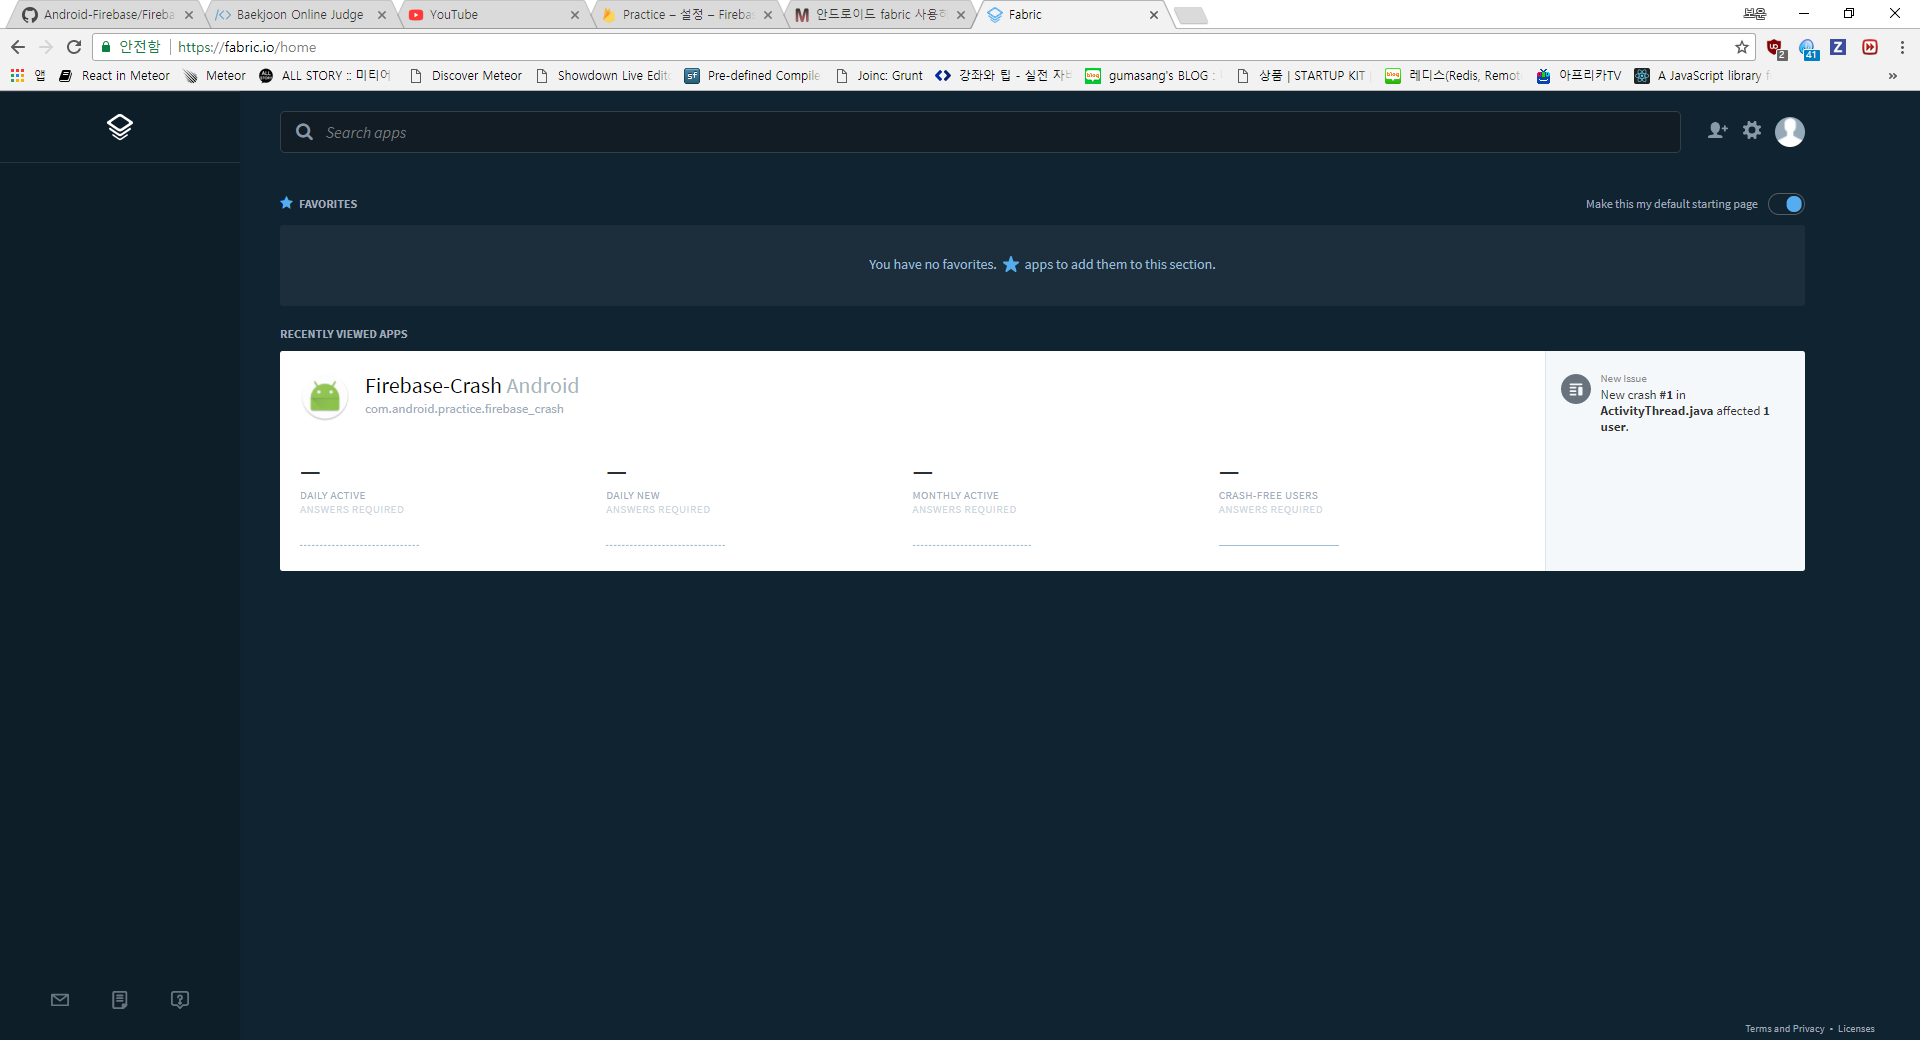 Android-Firebase/Fireba
Baekjoon Online Judge
YouTube
Practice – 설정 – Fireba
안드로이드 fabric 사용하
Fabric
보운
안전함
https://fabric.io/home
2
41
앱
React in Meteor
Meteor
ALL STORY :: 미티어
Discover Meteor
Showdown Live Edit
Pre-defined Compile
Joinc: Grunt
강좌와 팁 - 실전 자바
gumasang's BLOG :
상품 | STARTUP KIT
레디스(Redis, Remot
아프리카TV
A JavaScript library f
Search apps
FAVORITES
Make this my default starting page
You have no favorites. ★ apps to add them to this section.
RECENTLY VIEWED APPS
Firebase-Crash Android
com.android.practice.firebase_crash
—
DAILY ACTIVE
ANSWERS REQUIRED
—
DAILY NEW
ANSWERS REQUIRED
—
MONTHLY ACTIVE
ANSWERS REQUIRED
—
CRASH-FREE USERS
ANSWERS REQUIRED
New Issue
New crash #1 in
ActivityThread.java affected 1
user.
Terms and Privacy • Licenses